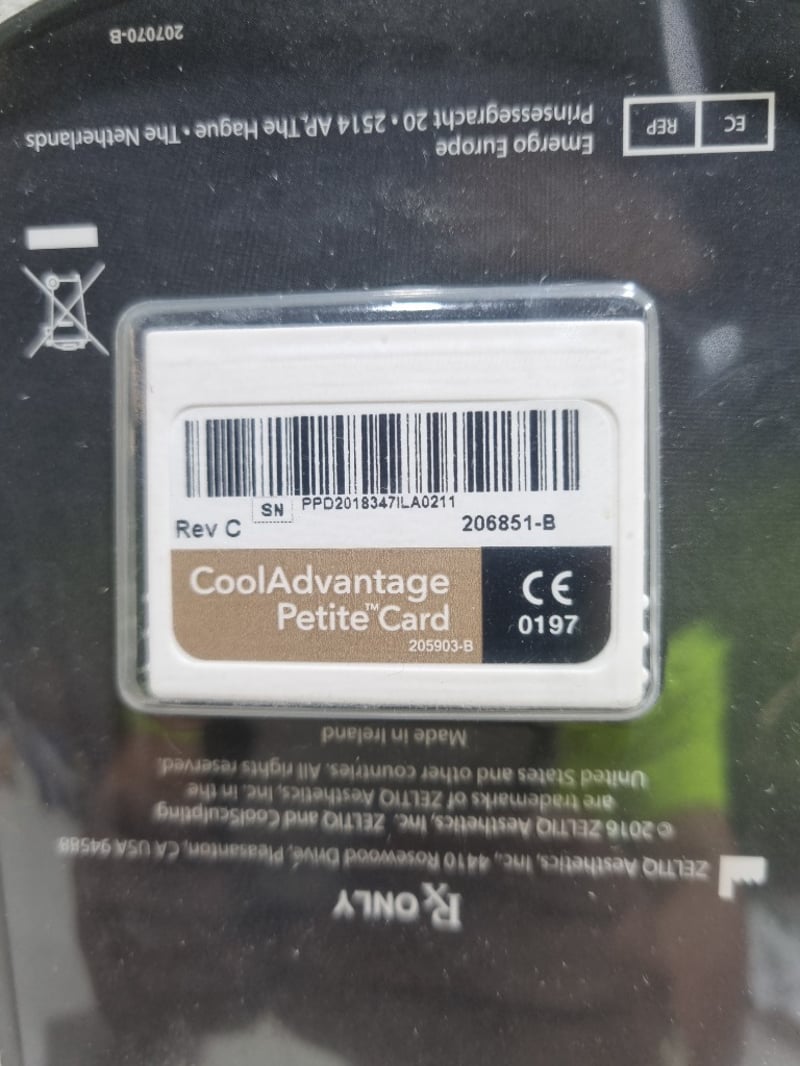 207070-B
EC REP
Emergo Europe
Prinsessegracht 20 • 2514 AP, The Hague • The Netherlands
SN PPD2018347ILA0211
Rev C 206851-B
CoolAdvantage
Petite™ Card
205903-B
CE
0197
Rx ONLY
ZELTIQ Aesthetics, Inc., 4410 Rosewood Drive, Pleasanton, CA USA 94588
© 2016 ZELTIQ Aesthetics, Inc. ZELTIQ and CoolSculpting
are trademarks of ZELTIQ Aesthetics, Inc. in the
United States and other countries. All rights reserved.
Made in Ireland